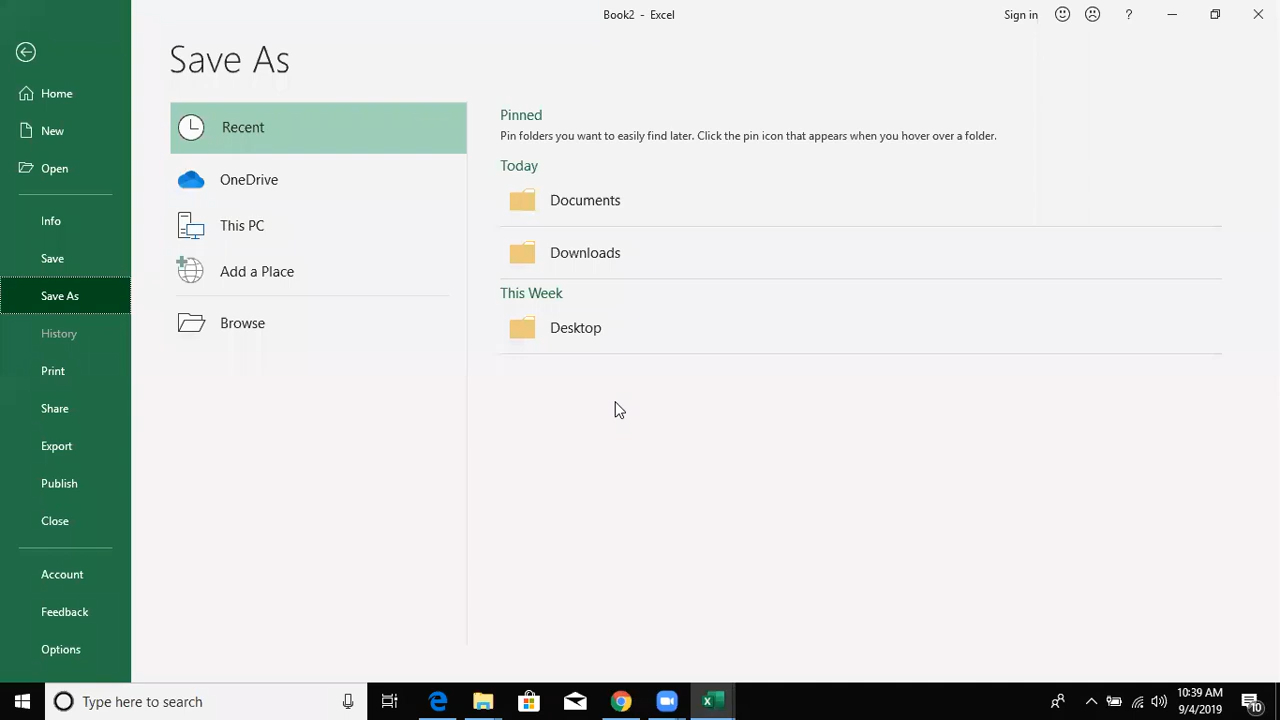 Book2 - Excel
Sign in
?
Save As
Home
New
Open
Info
Save
Save As
History
Print
Share
Export
Publish
Close
Account
Feedback
Options
Recent
OneDrive
This PC
Add a Place
Browse
Pinned
Pin folders you want to easily find later. Click the pin icon that appears when you hover over a folder.
Today
Documents
Downloads
This Week
Desktop
Type here to search
10:39 AM
9/4/2019
10